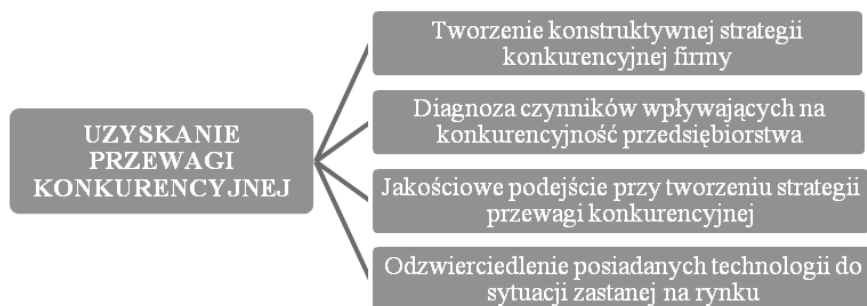 UZYSKANIE
PRZEWAGI
KONKURENCYJNEJ
Tworzenie konstruktywnej strategii
konkurencyjnej firmy
Diagnoza czynników wpływających na
konkurencyjność przedsiębiorstwa
Jakościowe podejście przy tworzeniu strategii
przewagi konkurencyjnej
Odzwierciedlenie posiadanych technologii do
sytuacji zastanej na rynku